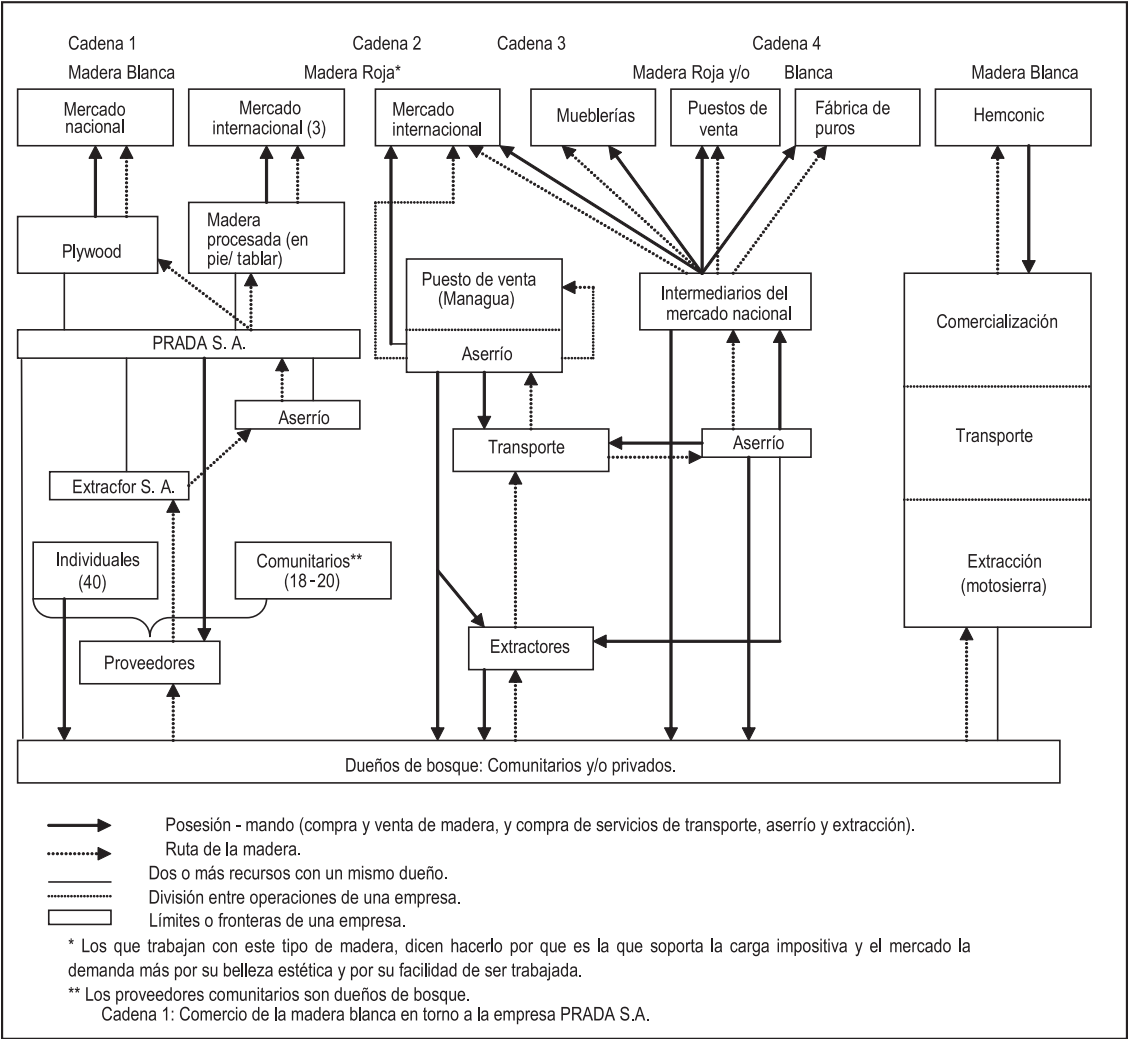 Cadena 1 Cadena 2 Cadena 3 Cadena 4
Madera Blanca Madera Roja* Madera Roja y/o Blanca Madera Blanca
Mercado
nacional
Mercado
internacional (3)
Mercado
internacional
Mueblerías
Puestos de
venta
Fábrica de
puros
Hemconic
Plywood
Madera
procesada (en
pie/ tablar)
Puesto de venta
(Managua)
Aserrío
Intermediarios del
mercado nacional
Comercialización
PRADA S. A.
Aserrío
Transporte
Aserrío
Transporte
Extracfor S. A.
Individuales
(40)
Comunitarios**
(18-20)
Extracción
(motosierra)
Proveedores
Extractores
Dueños de bosque: Comunitarios y/o privados.
Posesión - mando (compra y venta de madera, y compra de servicios de transporte, aserrío y extracción).
Ruta de la madera.
Dos o más recursos con un mismo dueño.
División entre operaciones de una empresa.
Límites o fronteras de una empresa.
* Los que trabajan con este tipo de madera, dicen hacerlo por que es la que soporta la carga impositiva y el mercado la
demanda más por su belleza estética y por su facilidad de ser trabajada.
** Los proveedores comunitarios son dueños de bosque.
Cadena 1: Comercio de la madera blanca en torno a la empresa PRADA S.A.